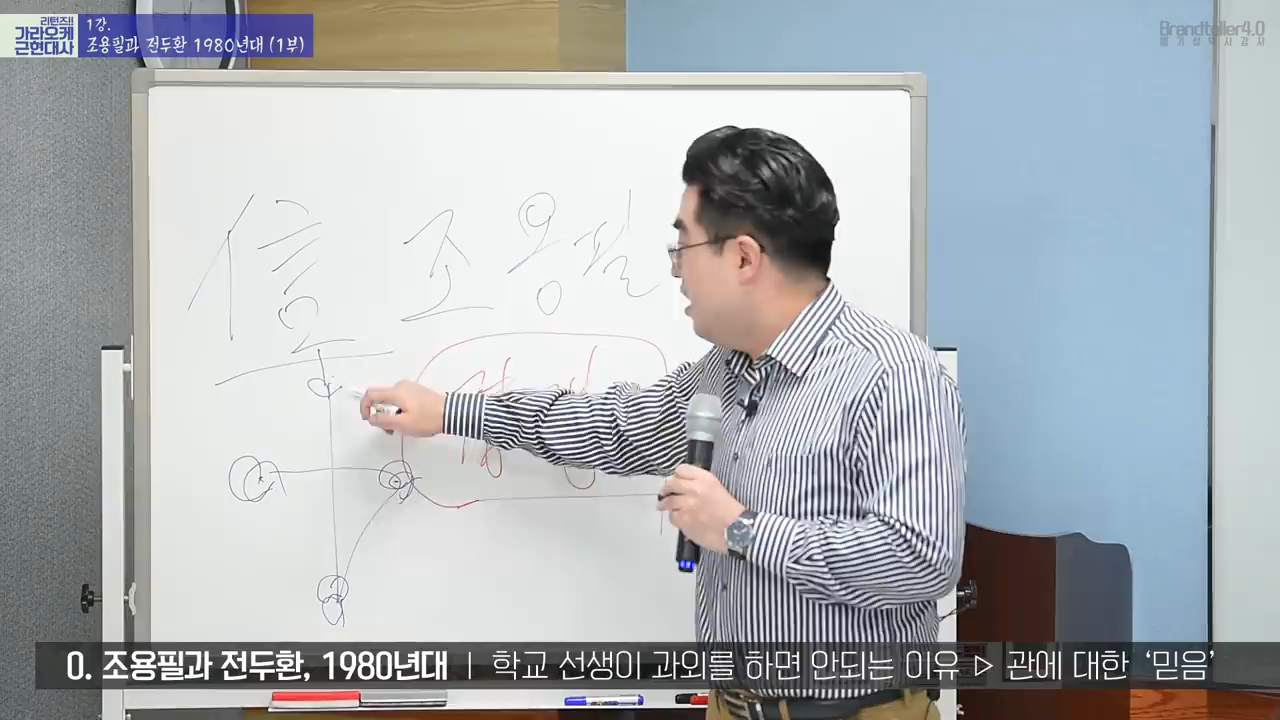 리턴즈!!
가라오케
근현대사
1강.
조용필과 전두환 1980년대 (1부)
Brandteller4.0
信 조용필
0. 조용필과 전두환, 1980년대 | 학교 선생이 과외를 하면 안되는 이유 ▷ 관에 대한 ‘믿음’